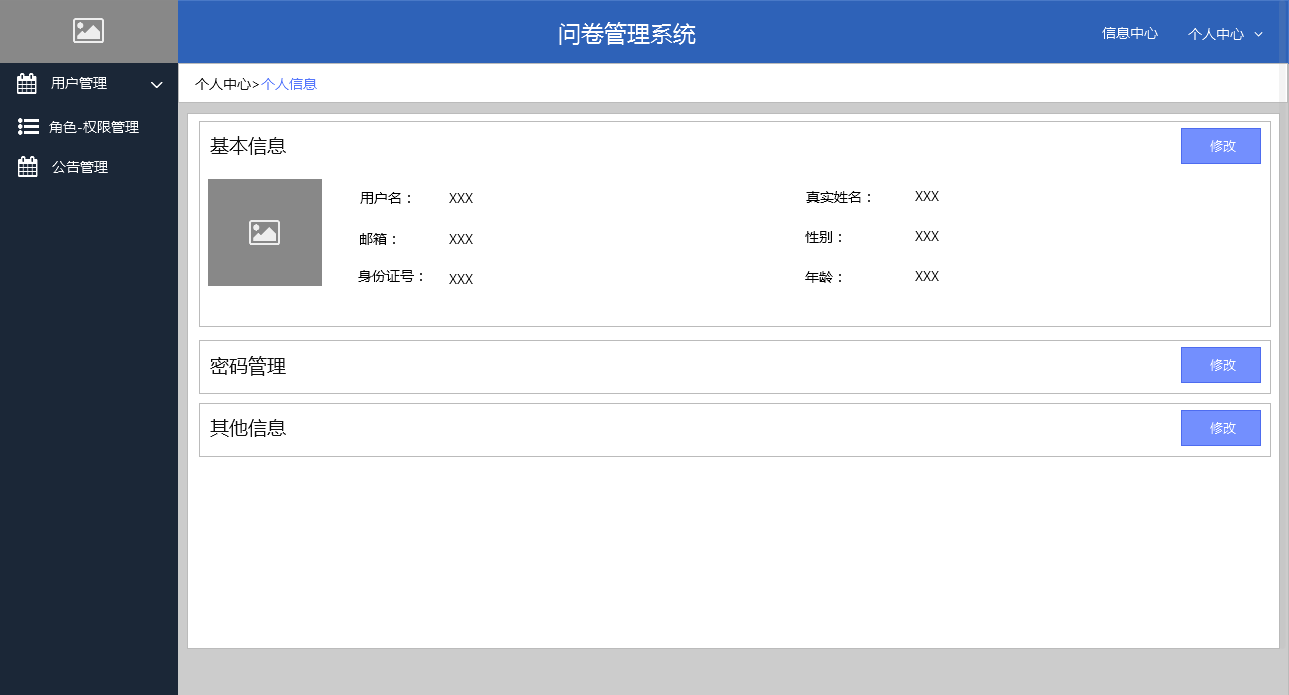 问卷管理系统
信息中心
个人中心
用户管理
角色-权限管理
公告管理
个人中心>个人信息
基本信息
修改
用户名：
XXX
真实姓名：
XXX
邮箱：
XXX
性别：
XXX
身份证号：
XXX
年龄：
XXX
密码管理
修改
其他信息
修改